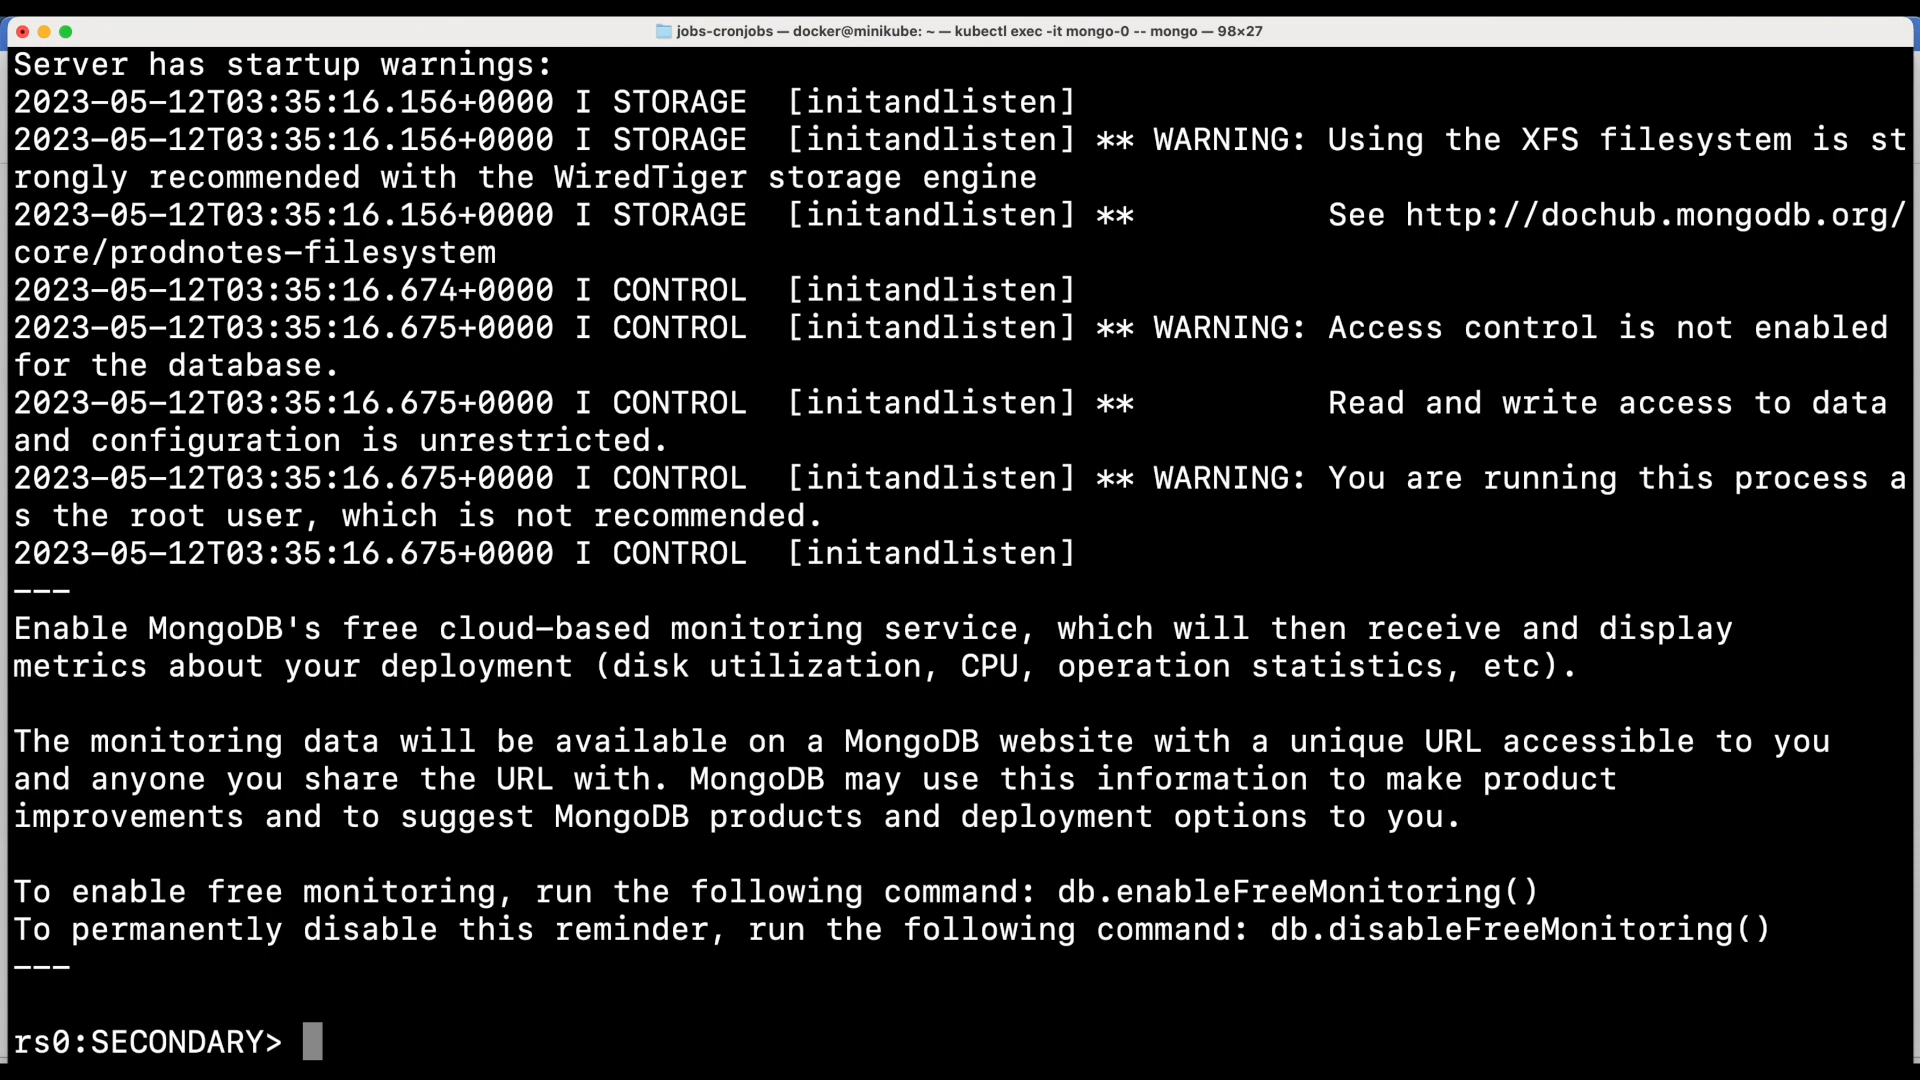 jobs-cronjobs — docker@minikube: ~ — kubectl exec -it mongo-0 -- mongo — 98×27
Server has startup warnings:
2023-05-12T03:35:16.156+0000 I STORAGE  [initandlisten]
2023-05-12T03:35:16.156+0000 I STORAGE  [initandlisten] ** WARNING: Using the XFS filesystem is st
rongly recommended with the WiredTiger storage engine
2023-05-12T03:35:16.156+0000 I STORAGE  [initandlisten] **          See http://dochub.mongodb.org/
core/prodnotes-filesystem
2023-05-12T03:35:16.674+0000 I CONTROL  [initandlisten]
2023-05-12T03:35:16.675+0000 I CONTROL  [initandlisten] ** WARNING: Access control is not enabled
for the database.
2023-05-12T03:35:16.675+0000 I CONTROL  [initandlisten] **          Read and write access to data
and configuration is unrestricted.
2023-05-12T03:35:16.675+0000 I CONTROL  [initandlisten] ** WARNING: You are running this process a
s the root user, which is not recommended.
2023-05-12T03:35:16.675+0000 I CONTROL  [initandlisten]
---
Enable MongoDB's free cloud-based monitoring service, which will then receive and display
metrics about your deployment (disk utilization, CPU, operation statistics, etc).
The monitoring data will be available on a MongoDB website with a unique URL accessible to you
and anyone you share the URL with. MongoDB may use this information to make product
improvements and to suggest MongoDB products and deployment options to you.
To enable free monitoring, run the following command: db.enableFreeMonitoring()
To permanently disable this reminder, run the following command: db.disableFreeMonitoring()
---
rs0:SECONDARY>